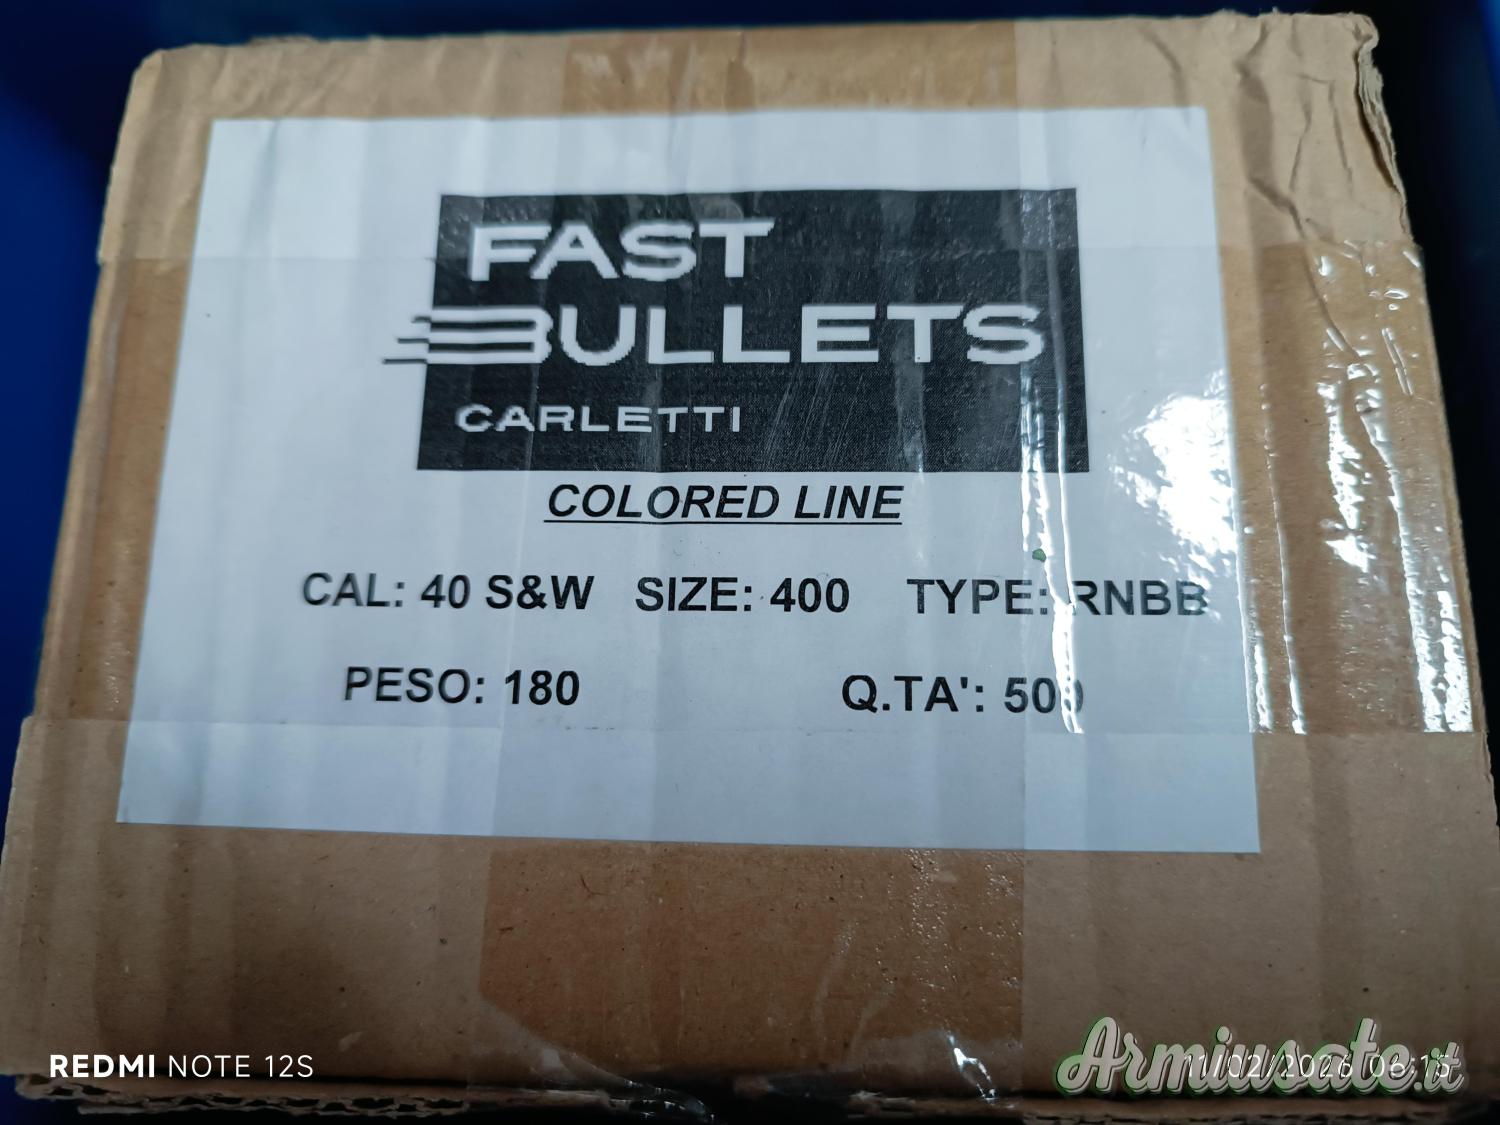 FAST
BULLETS
CARLETTI
COLORED LINE
CAL: 40 S&W SIZE: 400 TYPE: RNBB
PESO: 180 Q.TA': 500
REDMI NOTE 12S
Armiusate.it